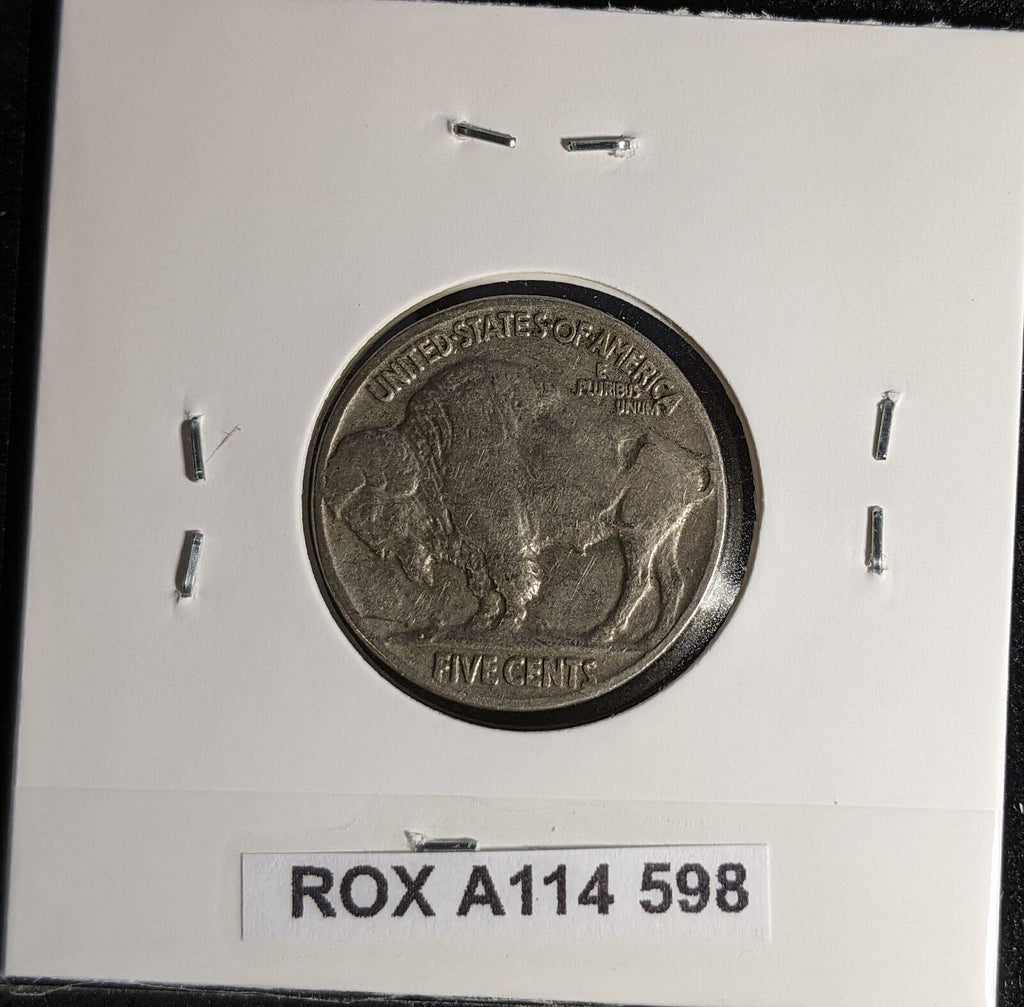 UNITED·STATES·OF·AMERICA
E
PLURIBUS
UNUM
FIVE CENTS
ROX A114 598